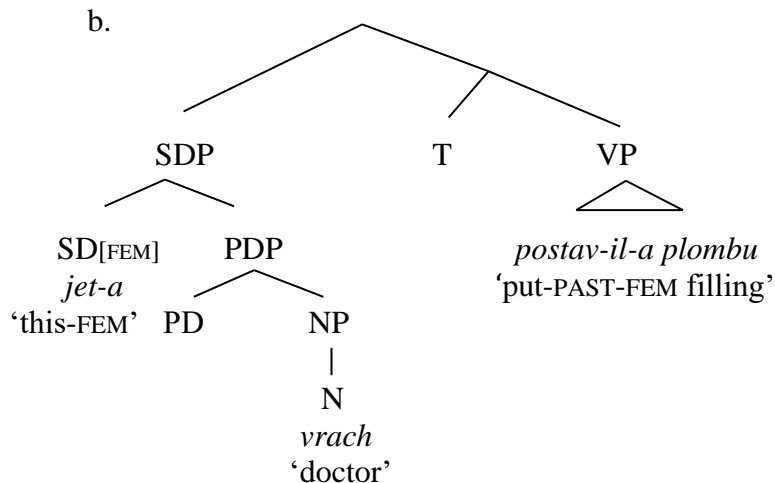 b.
SDP T VP
SD[FEM] PDP postav-il-a plombu
jet-a 'put-PAST-FEM filling'
‘this-FEM’ PD NP
N
vrach
‘doctor’